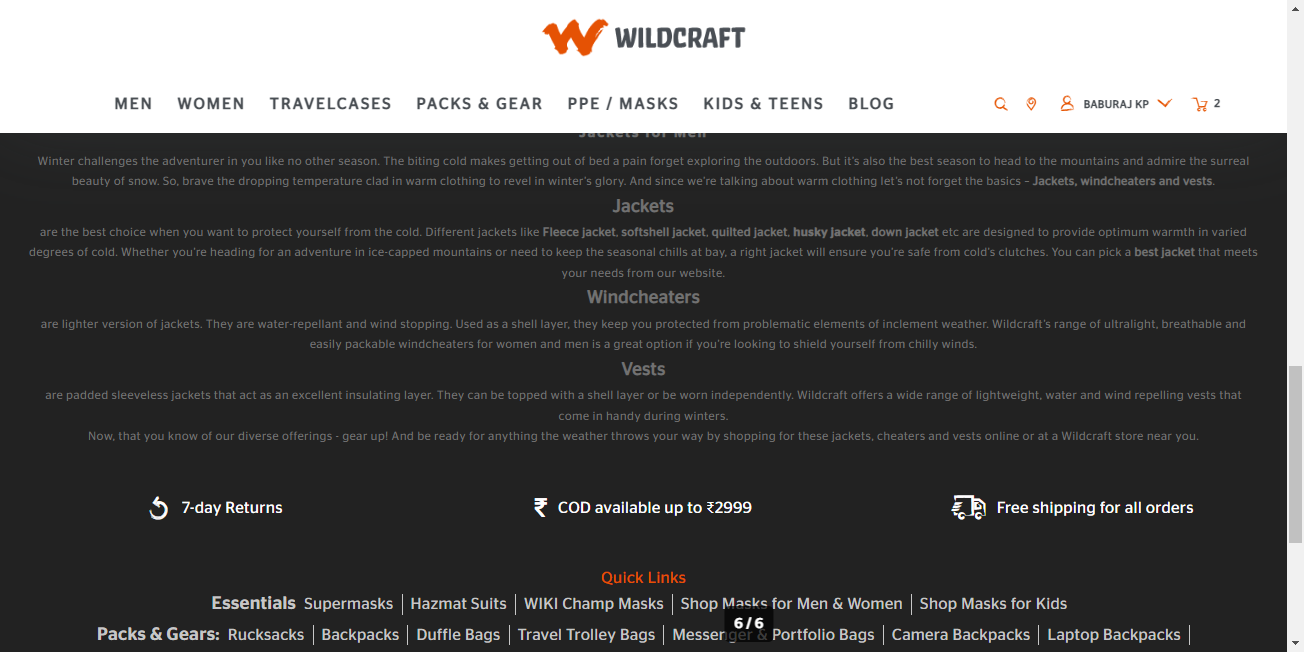 WILDCRAFT
MEN WOMEN TRAVELCASES PACKS & GEAR PPE / MASKS KIDS & TEENS BLOG BABURAJ KP 2
Jackets for Men
Winter challenges the adventurer in you like no other season. The biting cold makes getting out of bed a pain forget exploring the outdoors. But it's also the best season to head to the mountains and admire the surreal
beauty of snow. So, brave the dropping temperature clad in warm clothing to revel in winter's glory. And since we're talking about warm clothing let's not forget the basics – Jackets, windcheaters and vests.
Jackets
are the best choice when you want to protect yourself from the cold. Different jackets like Fleece jacket, softshell jacket, quilted jacket, husky jacket, down jacket etc are designed to provide optimum warmth in varied
degrees of cold. Whether you're heading for an adventure in ice-capped mountains or need to keep the seasonal chills at bay, a right jacket will ensure you're safe from cold's clutches. You can pick a best jacket that meets
your needs from our website.
Windcheaters
are lighter version of jackets. They are water-repellant and wind stopping. Used as a shell layer, they keep you protected from problematic elements of inclement weather. Wildcraft's range of ultralight, breathable and
easily packable windcheaters for women and men is a great option if you're looking to shield yourself from chilly winds.
Vests
are padded sleeveless jackets that act as an excellent insulating layer. They can be topped with a shell layer or be worn independently. Wildcraft offers a wide range of lightweight, water and wind repelling vests that
come in handy during winters.
Now, that you know of our diverse offerings - gear up! And be ready for anything the weather throws your way by shopping for these jackets, cheaters and vests online or at a Wildcraft store near you.
7-day Returns ₹ COD available up to ₹2999 Free shipping for all orders
Quick Links
Essentials Supermasks | Hazmat Suits | WIKI Champ Masks | Shop Masks for Men & Women | Shop Masks for Kids
6/6
Packs & Gears: Rucksacks | Backpacks | Duffle Bags | Travel Trolley Bags | Messenger & Portfolio Bags | Camera Backpacks | Laptop Backpacks |